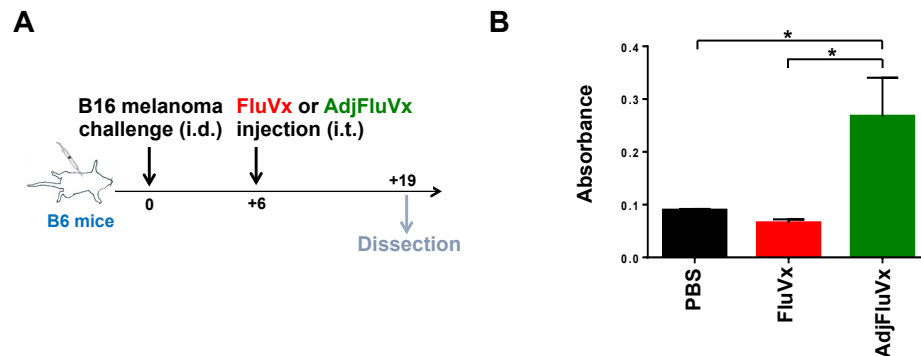 A
B16 melanoma FluVx or AdjFluVx
challenge (i.d.) injection (i.t.)
B6 mice
0
+6
+19
Dissection
B
*
*
Absorbance
0.4
0.3
0.2
0.1
0.0
PBS
FluVx
AdjFluVx